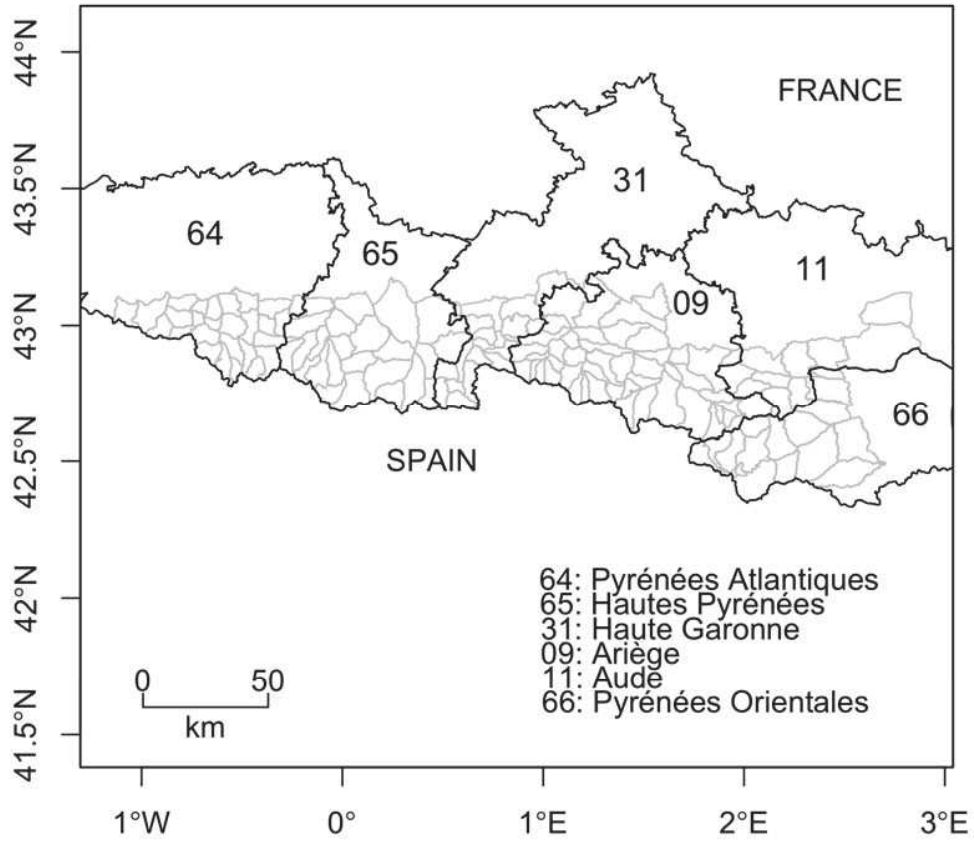 44°N
43.5°N
43°N
42.5°N
42°N
41.5°N
FRANCE
31
64
65
11
09
66
SPAIN
64: Pyrénées Atlantiques
65: Hautes Pyrénées
31: Haute Garonne
09: Ariège
11: Aude
66: Pyrénées Orientales
0 50
km
1°W 0° 1°E 2°E 3°E